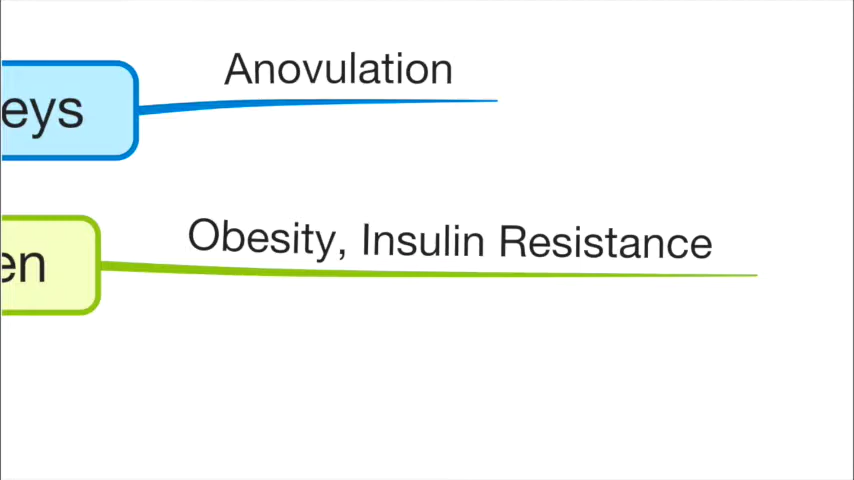 Anovulation
eys
Obesity, Insulin Resistance
en